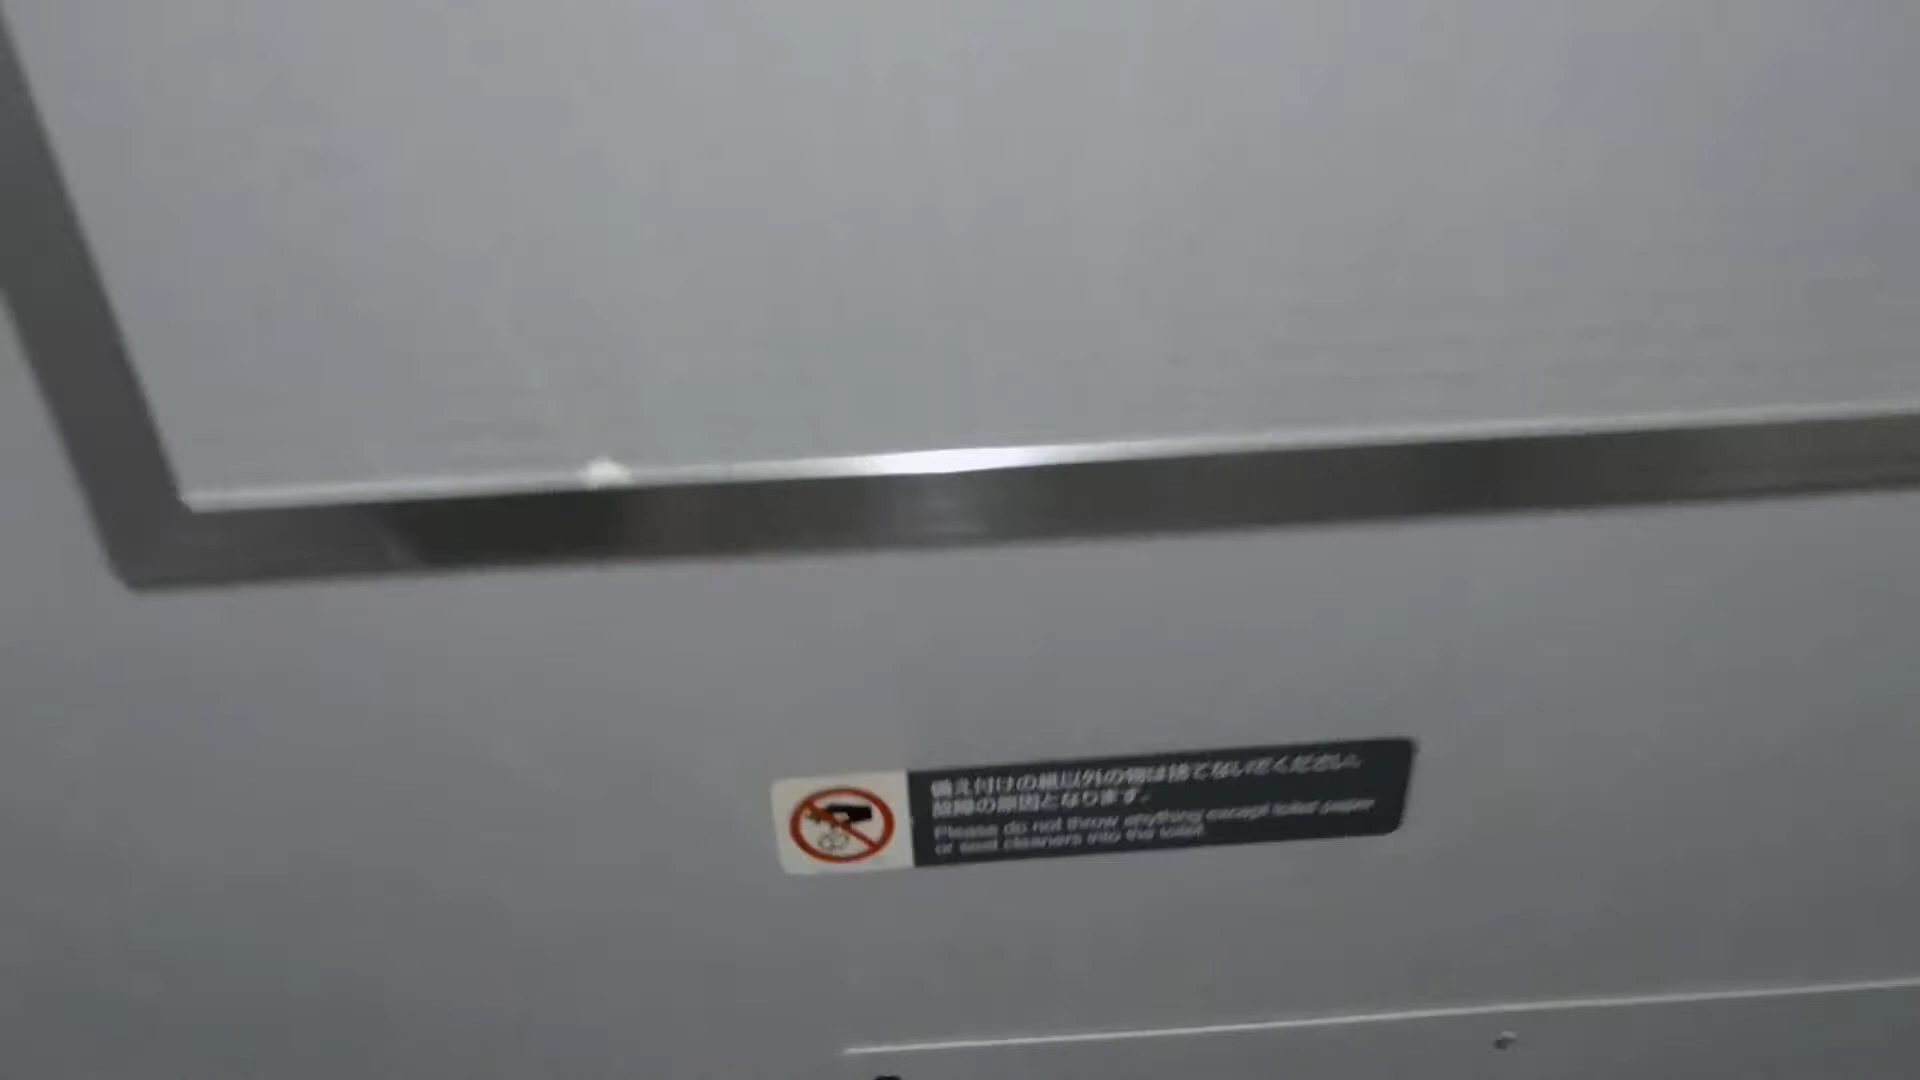 備え付けの紙以外の物は捨てないでください。
故障の原因となります。
Please do not throw anything except toilet paper
or seat cleaners into the toilet.